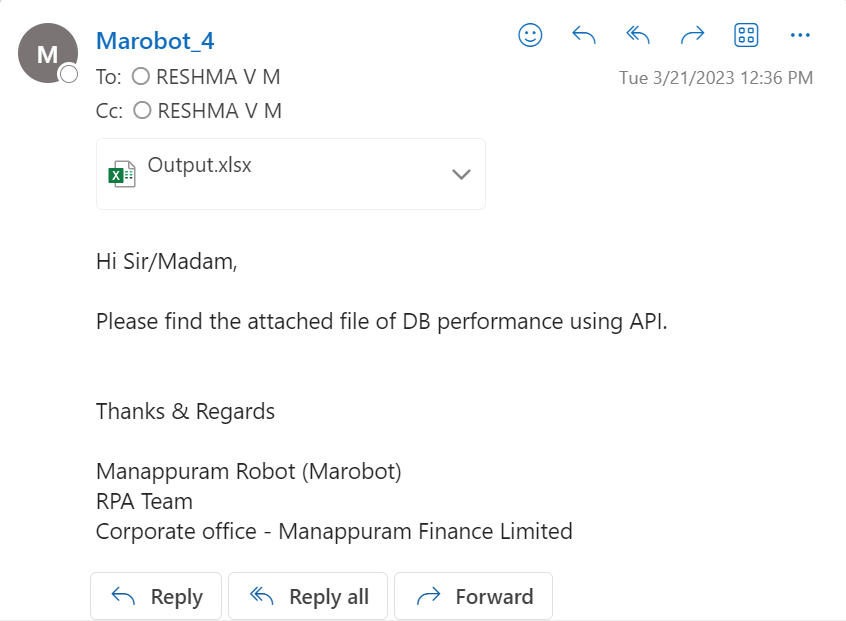 M
Marobot_4
To: RESHMA V M
Tue 3/21/2023 12:36 PM
Cc: RESHMA V M
Output.xlsx
Hi Sir/Madam,
Please find the attached file of DB performance using API.
Thanks & Regards
Manappuram Robot (Marobot)
RPA Team
Corporate office - Manappuram Finance Limited
Reply
Reply all
Forward